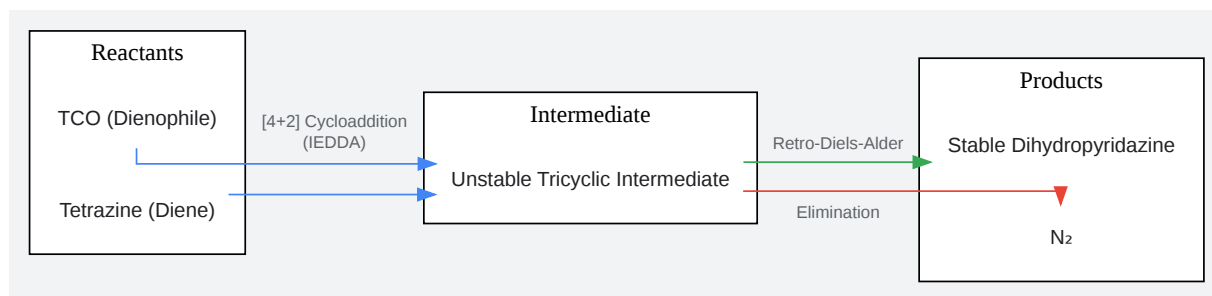 Reactants
TCO (Dienophile)
Tetrazine (Diene)
[4+2] Cycloaddition
(IEDDA)
Intermediate
Unstable Tricyclic Intermediate
Retro-Diels-Alder
Elimination
Products
Stable Dihydropyridazine
N₂